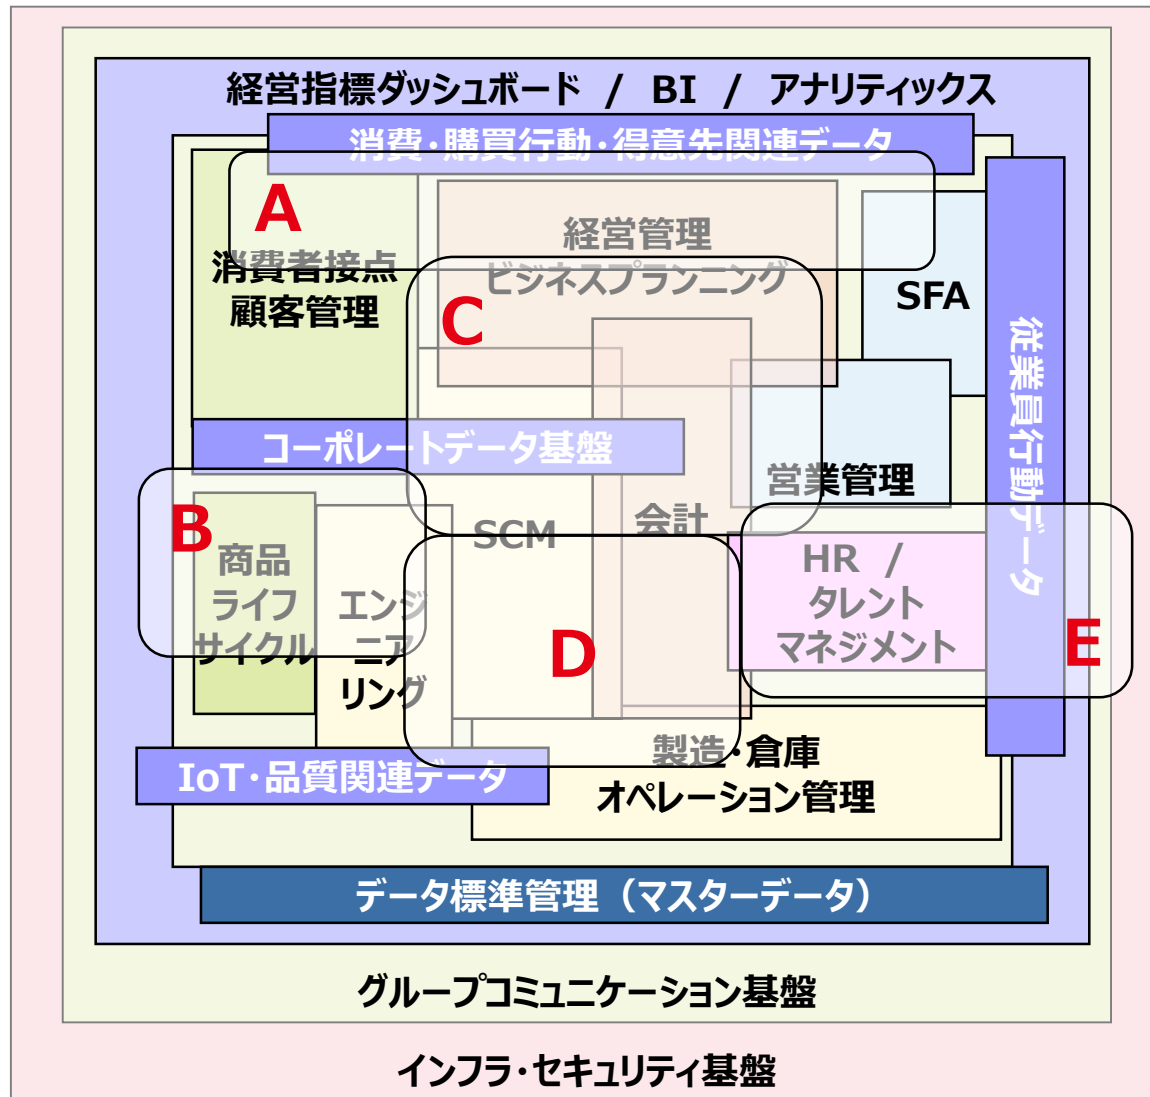 経営指標ダッシュボード / BI / アナリティックス
消費・購買行動・得意先関連データ
A
経営管理
ビジネスプランニング
消費者接点
顧客管理
SFA
C
従業員行動データ
コーポレートデータ基盤
営業管理
B
SCM
会計
商品
ライフ
サイクル
エンジ
ニア
リング
HR /
タレント
マネジメント
D
E
製造・倉庫
オペレーション管理
IoT・品質関連データ
データ標準管理（マスターデータ）
グループコミュニケーション基盤
インフラ・セキュリティ基盤